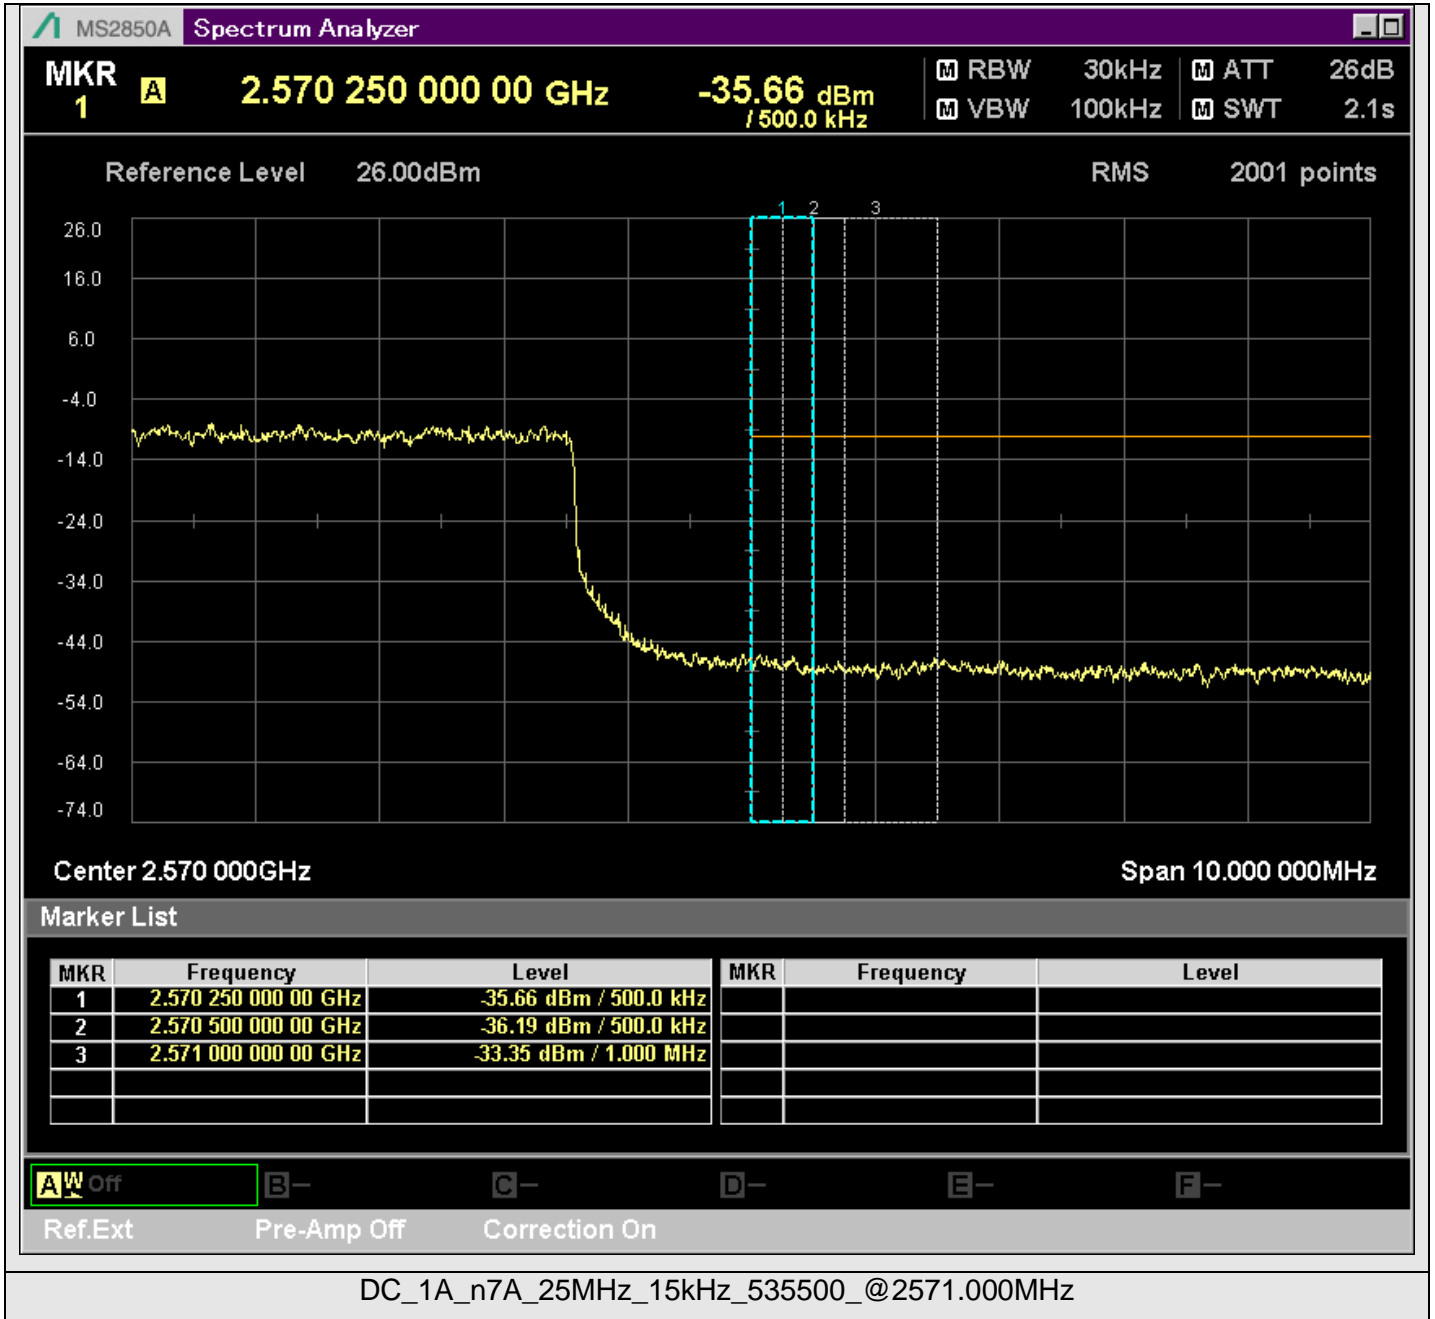 MS2850A Spectrum Analyzer
MKR 1 A 2.570 250 000 00 GHz -35.66 dBm / 500.0 kHz
M RBW 30kHz M ATT 26dB
M VBW 100kHz M SWT 2.1s
Reference Level 26.00dBm RMS 2001 points
1 2 3
26.0
16.0
6.0
-4.0
-14.0
-24.0
-34.0
-44.0
-54.0
-64.0
-74.0
Center 2.570 000GHz Span 10.000 000MHz
Marker List
MKR Frequency Level MKR Frequency Level
1 2.570 250 000 00 GHz -35.66 dBm / 500.0 kHz
2 2.570 500 000 00 GHz -36.19 dBm / 500.0 kHz
3 2.571 000 000 00 GHz -33.35 dBm / 1.000 MHz
A W Off B — C — D — E — F —
Ref.Ext Pre-Amp Off Correction On
DC_1A_n7A_25MHz_15kHz_535500_@2571.000MHz